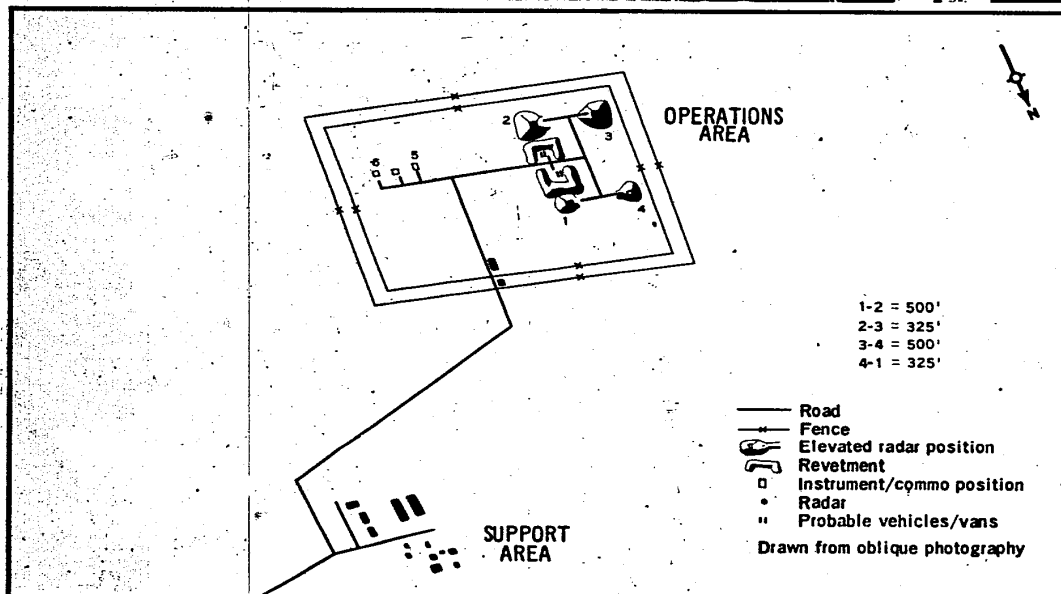 N
OPERATIONS
AREA
2
3
6
5
1
4
1-2 = 500'
2-3 = 325'
3-4 = 500'
4-1 = 325'
Road
Fence
Elevated radar position
Revetment
Instrument/commo position
Radar
Probable vehicles/vans
Drawn from oblique photography
SUPPORT
AREA